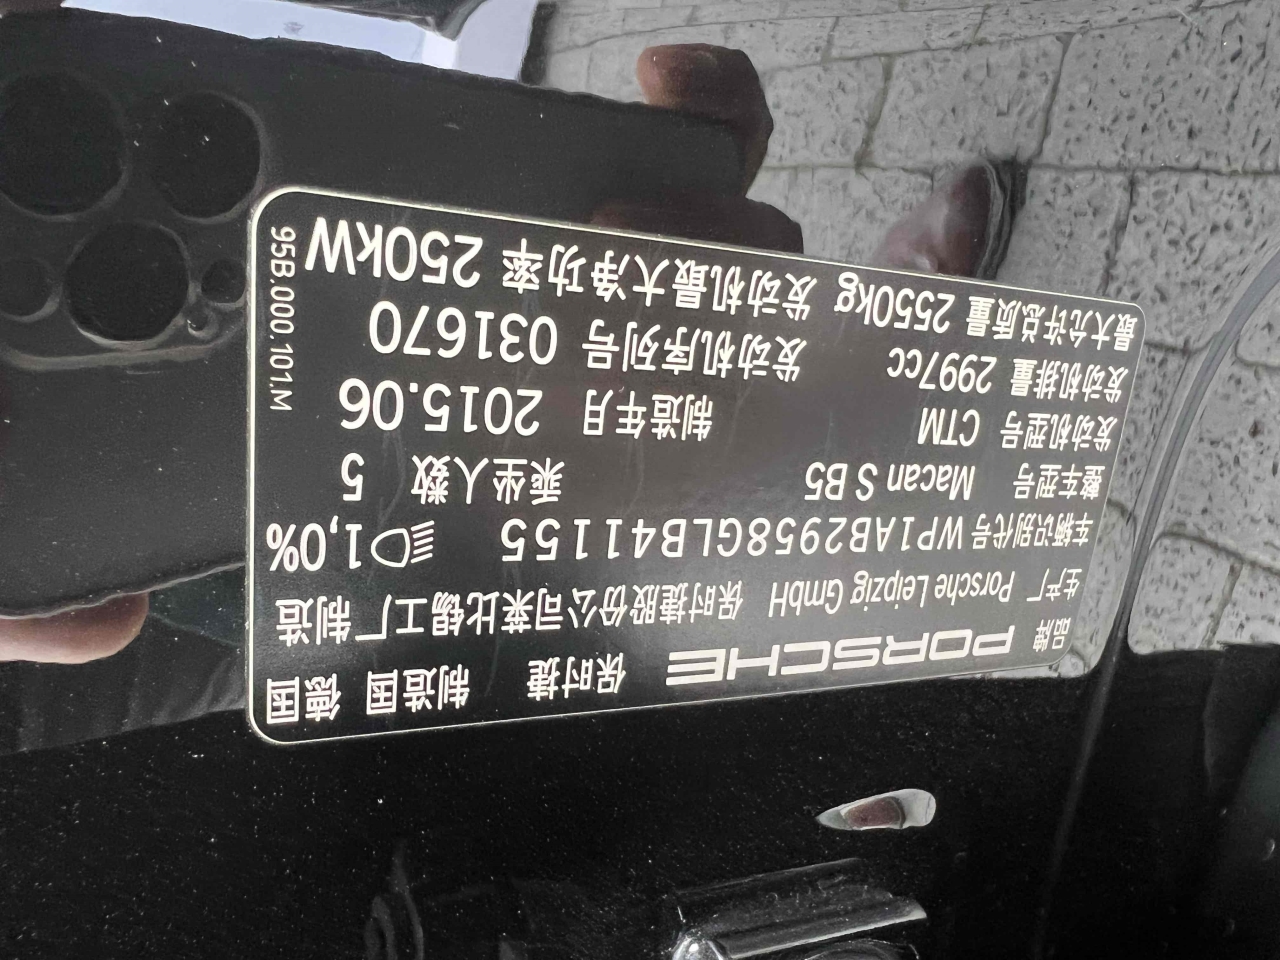 品牌 PORSCHE 保时捷 制造国 德国
生产厂 Porsche Leipzig GmbH 保时捷股份公司莱比锡工厂制造
车辆识别代号 WP1AB2958GLB41155 1,0%
整车型号 Macan S B5 乘坐人数 5
发动机型号 CTM 制造年月 2015.06
发动机排量 2997cc 发动机序列号 031670
最大允许总质量 2550kg 发动机最大净功率 250kW
95B.000.101.M